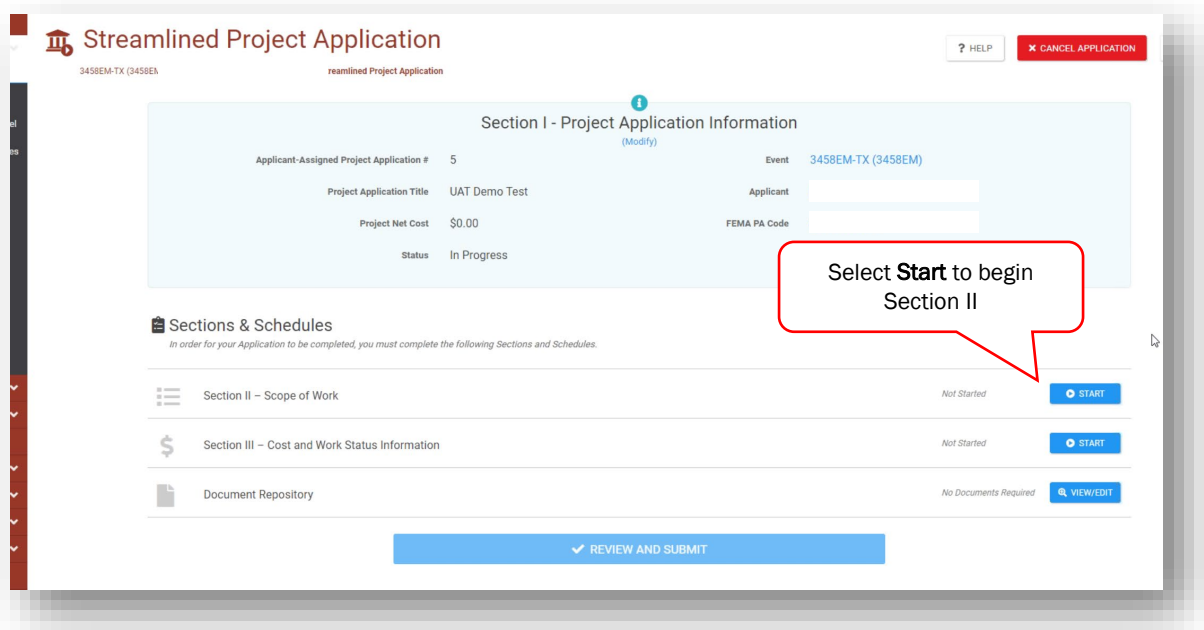 Streamlined Project Application
? HELP
✖ CANCEL APPLICATION
3458EM-TX (3458EM
reamlined Project Application
el
es
Section I - Project Application Information
(Modify)
Applicant-Assigned Project Application # 5
Event 3458EM-TX (3458EM)
Project Application Title UAT Demo Test
Applicant
Project Net Cost $0.00
FEMA PA Code
Status In Progress
Select Start to begin
Section II
Sections & Schedules
In order for your Application to be completed, you must complete the following Sections and Schedules.
Section II – Scope of Work Not Started START
$ Section III – Cost and Work Status Information Not Started START
Document Repository No Documents Required VIEW/EDIT
✔ REVIEW AND SUBMIT